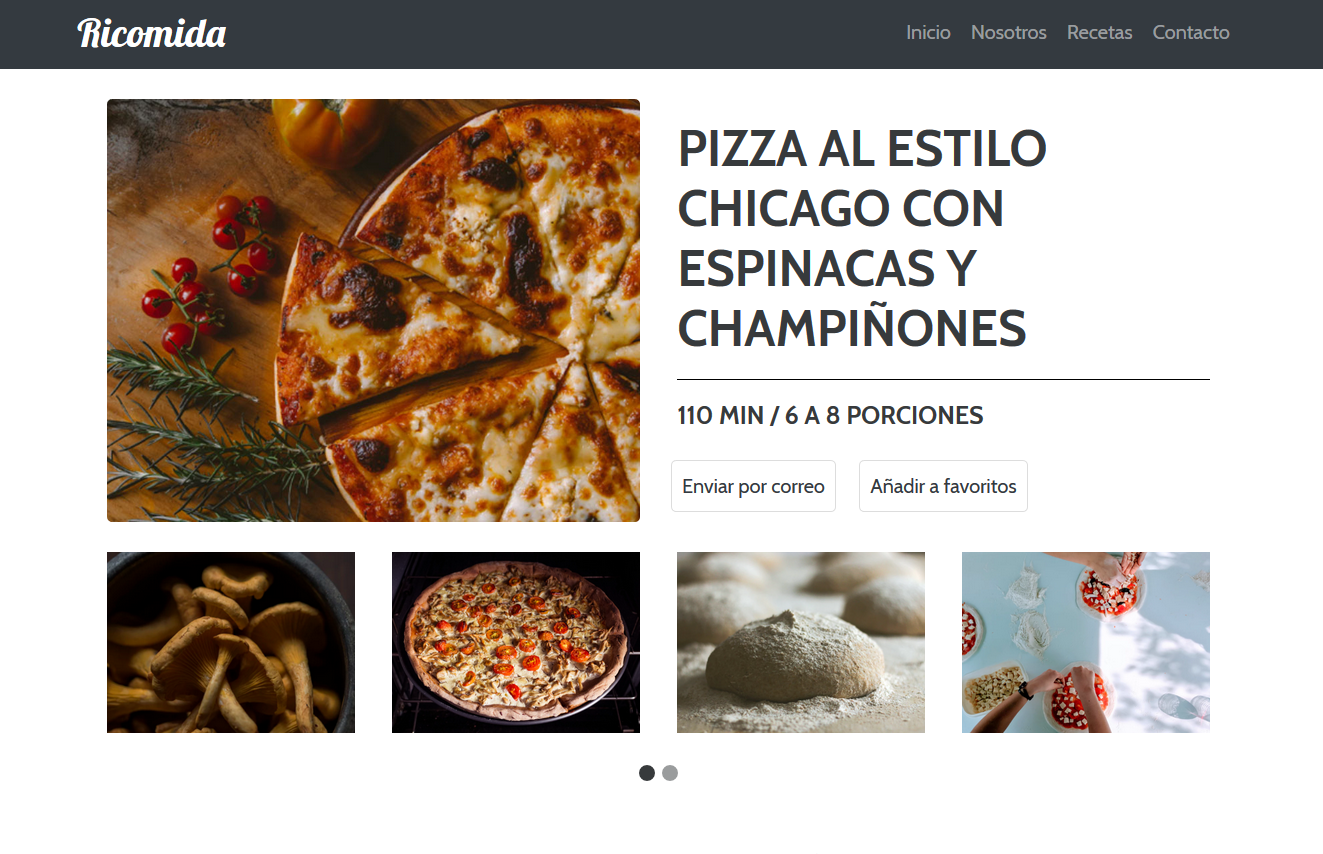 Ricomida
Inicio Nosotros Recetas Contacto
PIZZA AL ESTILO
CHICAGO CON
ESPINACAS Y
CHAMPIÑONES
110 MIN / 6 A 8 PORCIONES
Enviar por correo
Añadir a favoritos